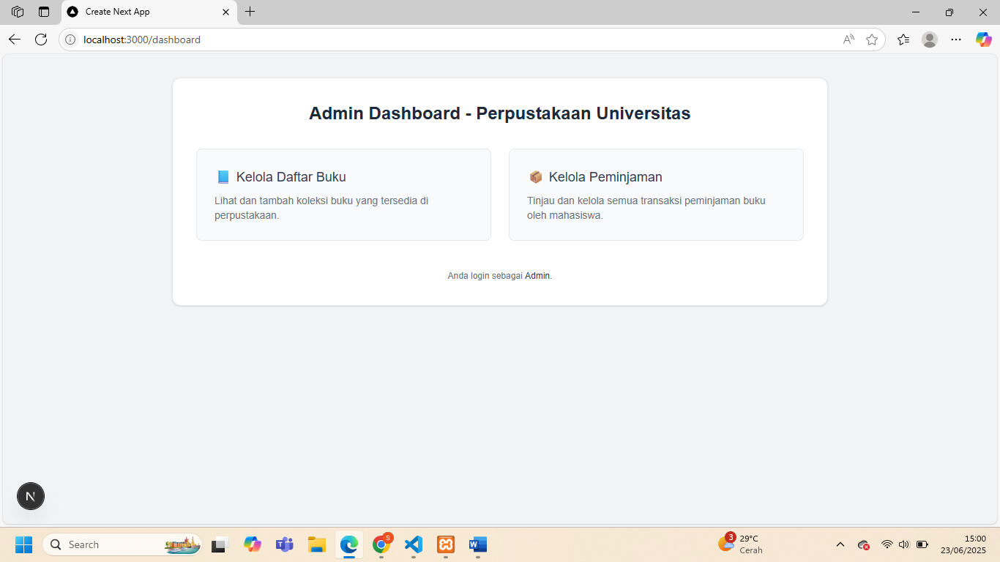 Create Next App
localhost:3000/dashboard
Admin Dashboard - Perpustakaan Universitas
📘 Kelola Daftar Buku
Lihat dan tambah koleksi buku yang tersedia di
perpustakaan.
📦 Kelola Peminjaman
Tinjau dan kelola semua transaksi peminjaman buku
oleh mahasiswa.
Anda login sebagai Admin.
N
Search
S
3
29°C
Cerah
15:00
23/06/2025